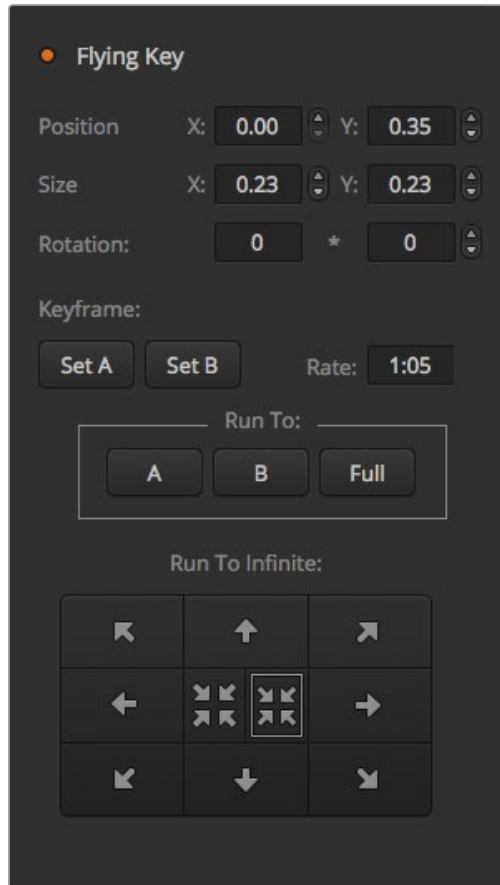 Flying Key
Position X: 0.00 Y: 0.35
Size X: 0.23 Y: 0.23
Rotation: 0 * 0
Keyframe:
Set A Set B Rate: 1:05
Run To:
A B Full
Run To Infinite: